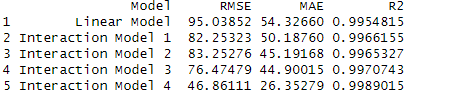 Model RMSE MAE R2
1 Linear Model 95.03852 54.32660 0.9954815
2 Interaction Model 1 82.25323 50.18760 0.9966155
3 Interaction Model 2 83.25276 45.19168 0.9965327
4 Interaction Model 3 76.47479 44.90015 0.9970743
5 Interaction Model 4 46.86111 26.35279 0.9989015